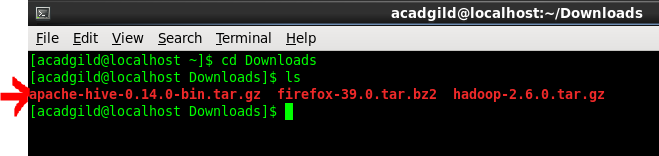 acadgild@localhost:~/Downloads
File Edit View Search Terminal Help
[acadgild@localhost ~]$ cd Downloads
[acadgild@localhost Downloads]$ ls
apache-hive-0.14.0-bin.tar.gz  firefox-39.0.tar.bz2  hadoop-2.6.0.tar.gz
[acadgild@localhost Downloads]$